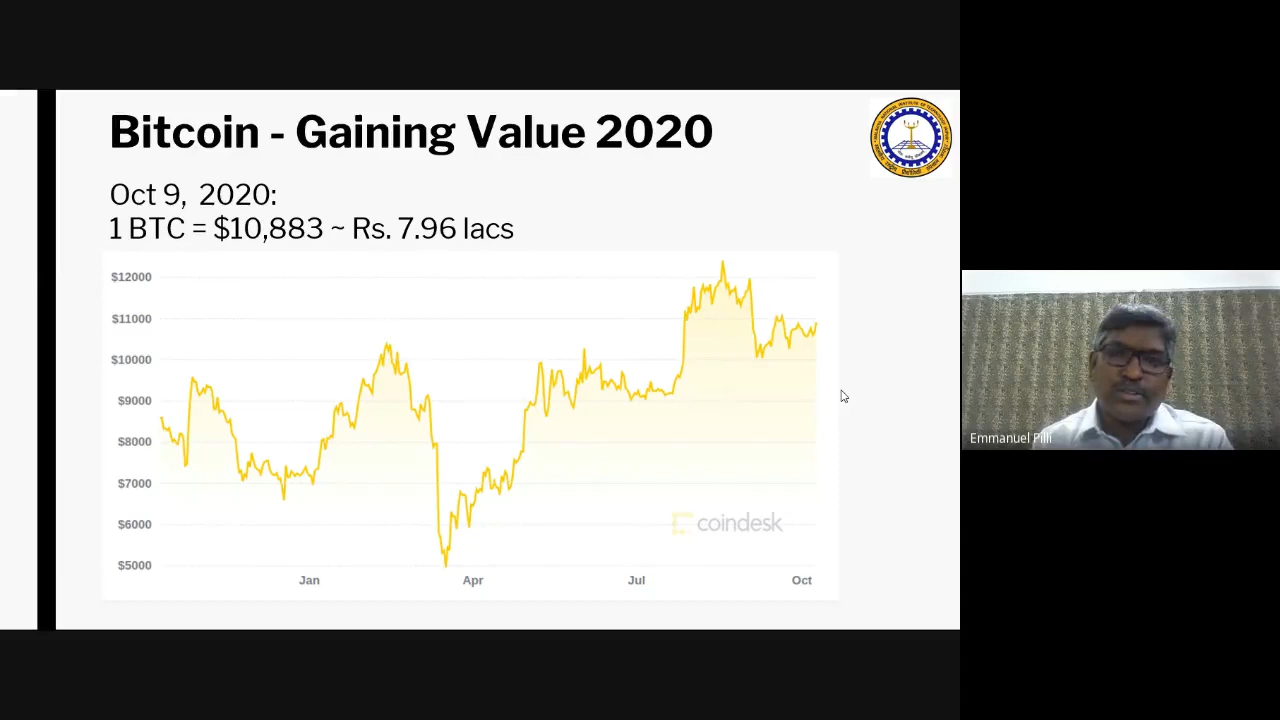 Bitcoin - Gaining Value 2020
Oct 9, 2020:
1 BTC = $10,883 ~ Rs. 7.96 lacs
$12000
$11000
$10000
$9000
$8000
$7000
$6000
$5000
coindesk
Jan Apr Jul Oct
Emmanuel Pilli